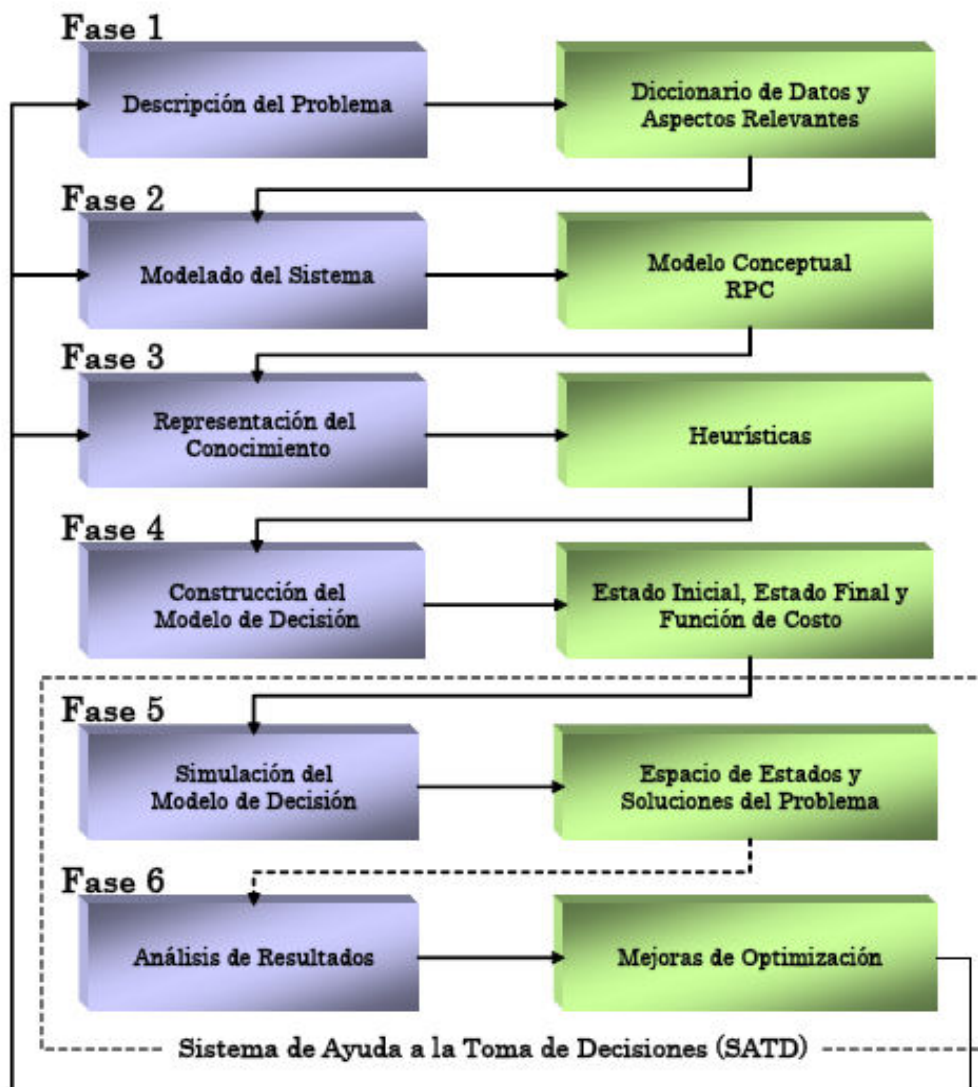 Fase 1
Descripción del Problema
Diccionario de Datos y
Aspectos Relevantes
Fase 2
Modelado del Sistema
Modelo Conceptual
RPC
Fase 3
Representación del
Conocimiento
Heurísticas
Fase 4
Construcción del
Modelo de Decisión
Estado Inicial, Estado Final y
Función de Costo
Fase 5
Simulación del
Modelo de Decisión
Espacio de Estados y
Soluciones del Problema
Fase 6
Análisis de Resultados
Mejoras de Optimización
Sistema de Ayuda a la Toma de Decisiones (SATD)